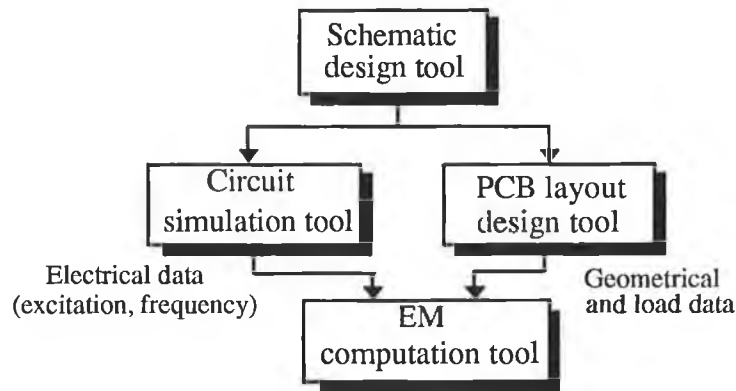 Schematic
design tool
Circuit
simulation tool
PCB layout
design tool
Electrical data
(excitation, frequency)
Geometrical
and load data
EM
computation tool